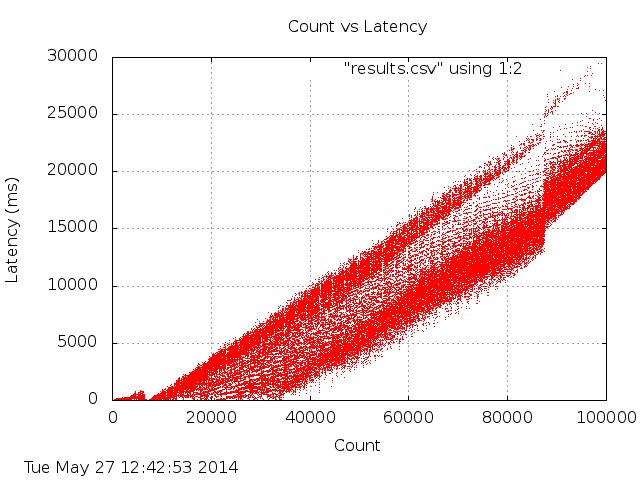 Count vs Latency
30000
"results.csv" using 1:2
25000
20000
15000
10000
5000
0
Latency (ms)
0 20000 40000 60000 80000 100000
Count
Tue May 27 12:42:53 2014